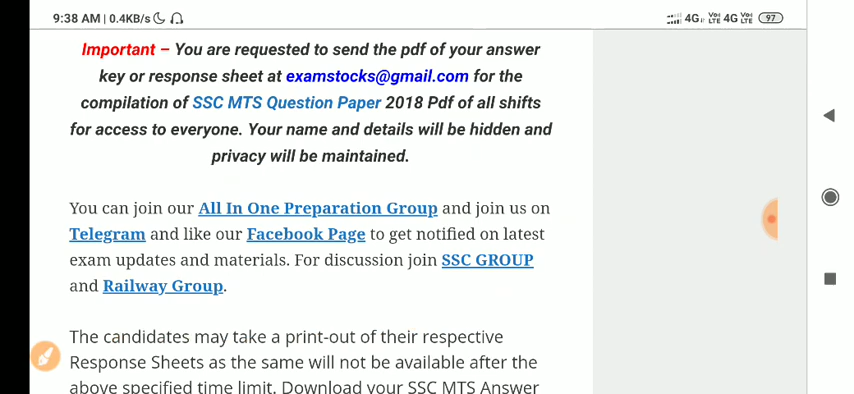 9:38 AM | 0.4KB/s
4G 4G 97
Important – You are requested to send the pdf of your answer
key or response sheet at examstocks@gmail.com for the
compilation of SSC MTS Question Paper 2018 Pdf of all shifts
for access to everyone. Your name and details will be hidden and
privacy will be maintained.
You can join our All In One Preparation Group and join us on
Telegram and like our Facebook Page to get notified on latest
exam updates and materials. For discussion join SSC GROUP
and Railway Group.
The candidates may take a print-out of their respective
Response Sheets as the same will not be available after the
above specified time limit. Download your SSC MTS Answer